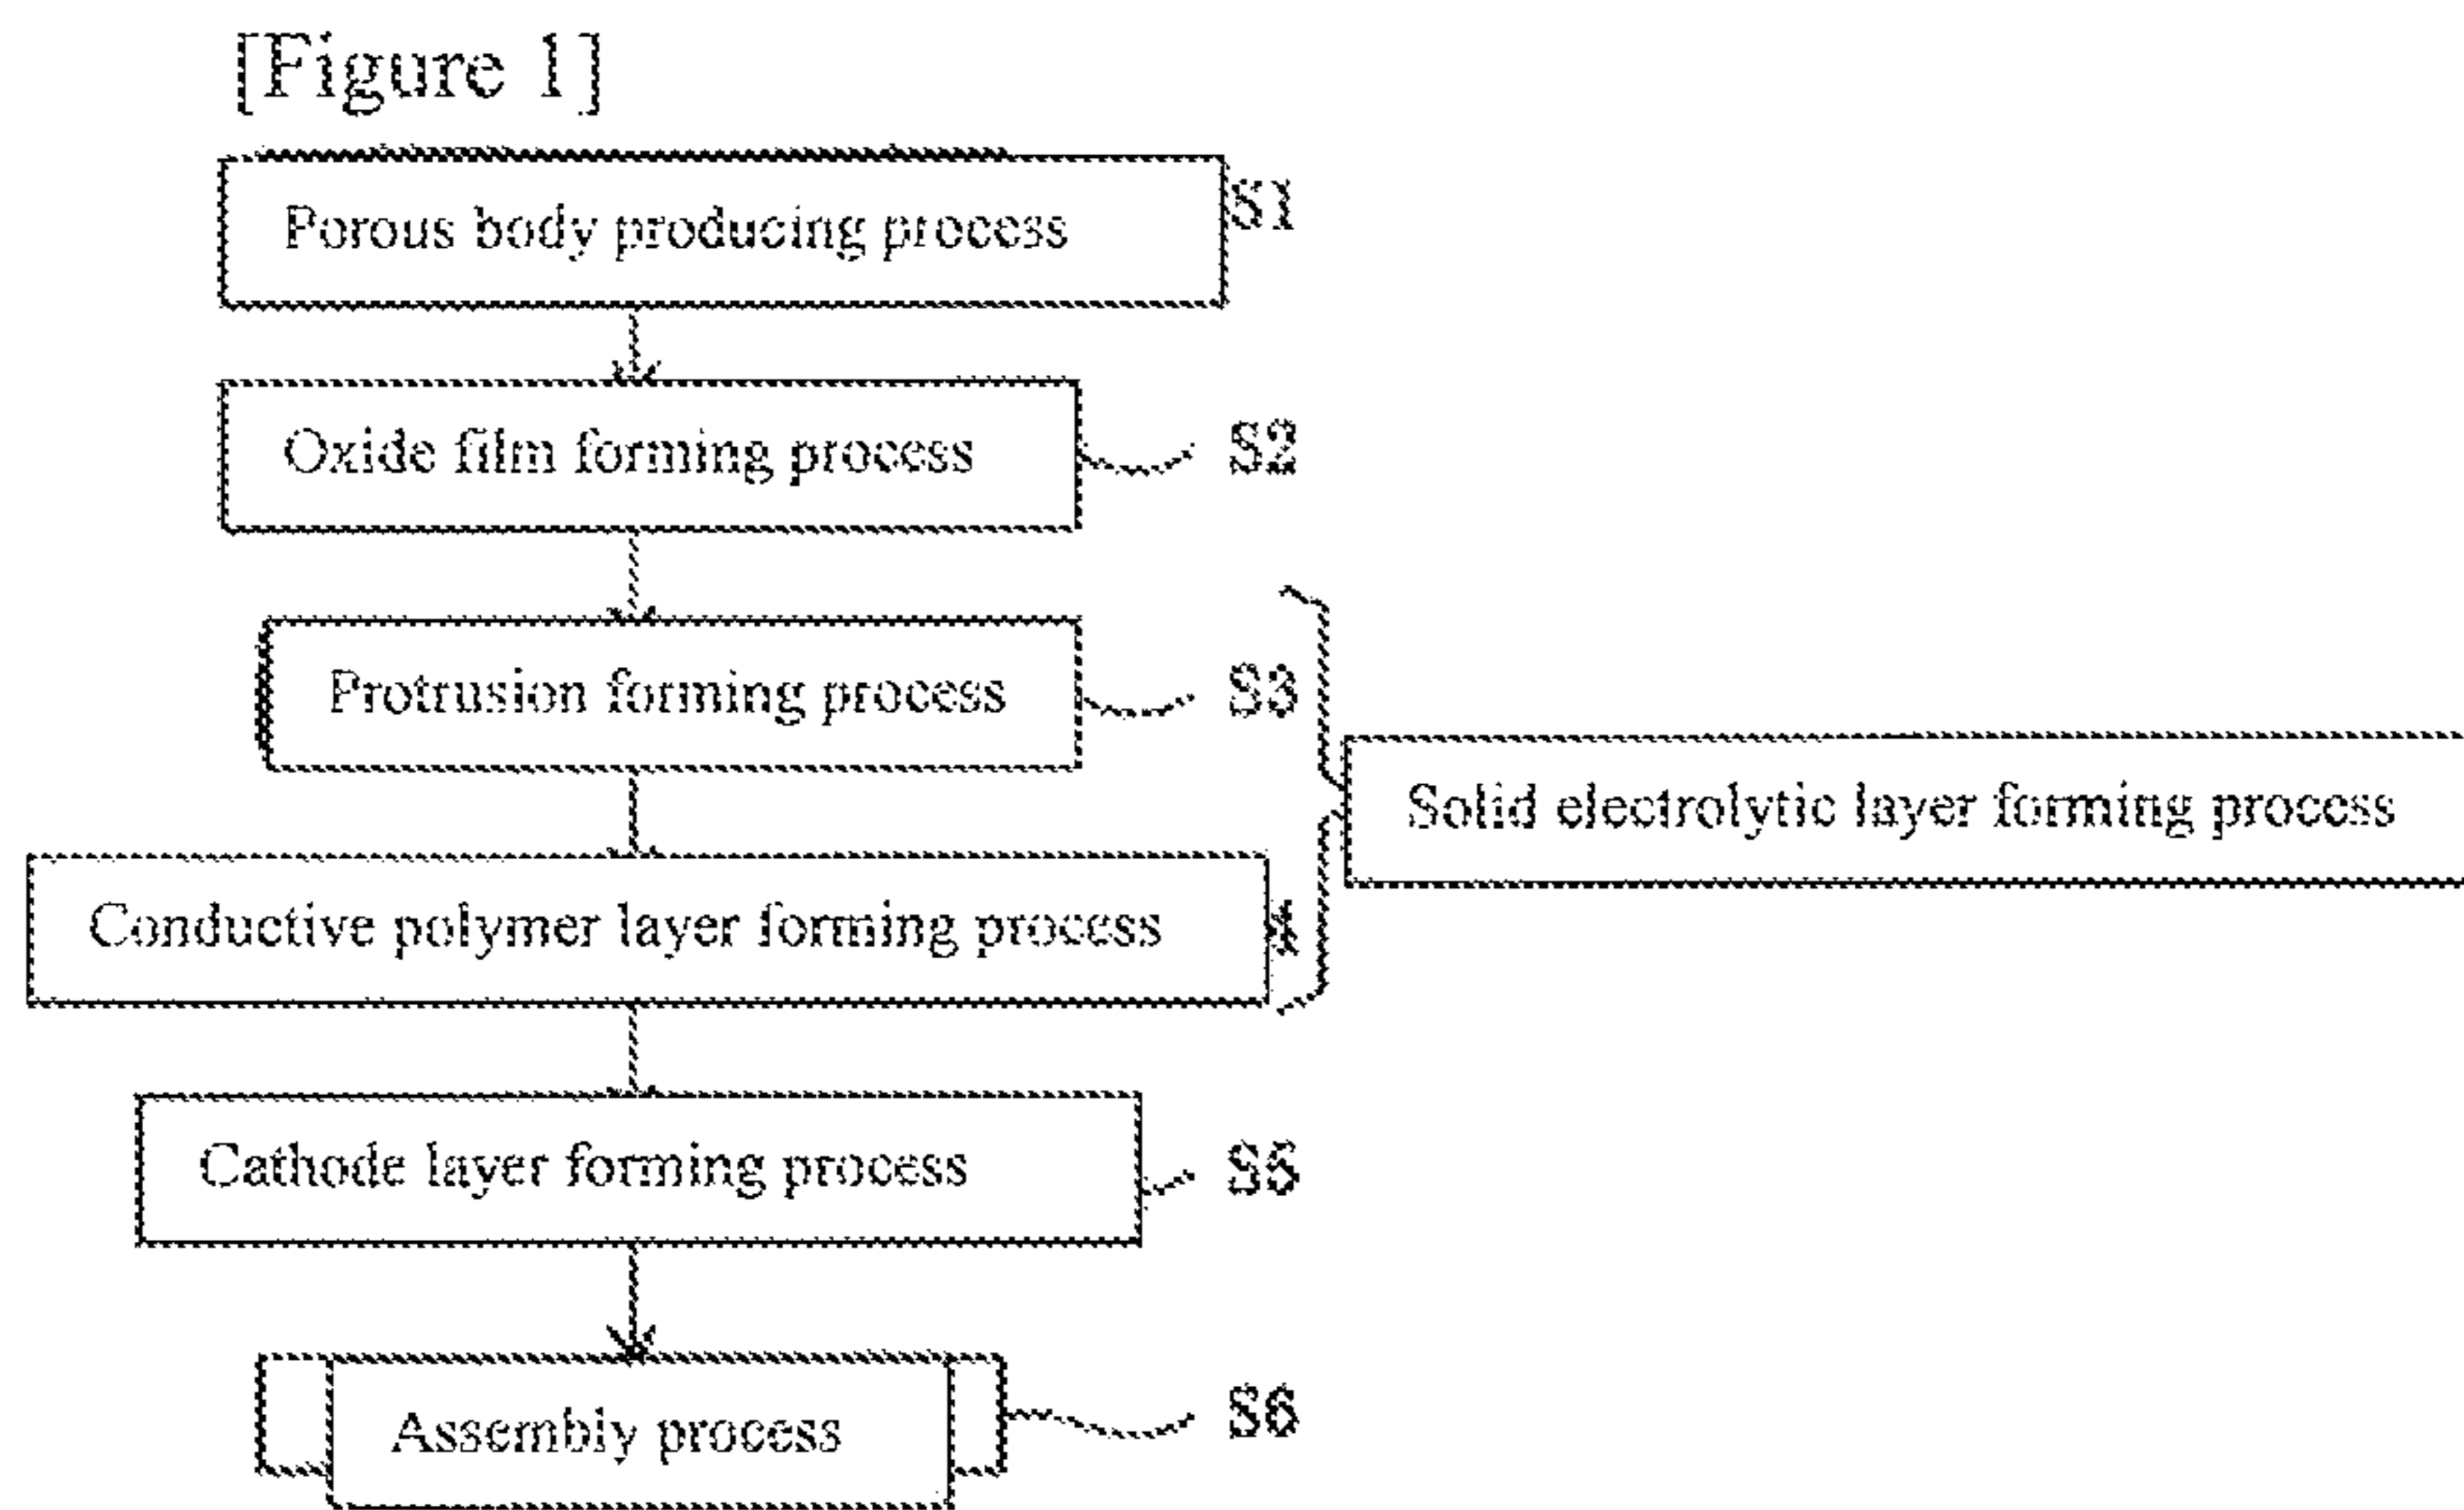 [Figure 1]
Porous body producing process
S1
Oxide film forming process
S2
Protrusion forming process
S3
Solid electrolytic layer forming process
Conductive polymer layer forming process
4
Cathode layer forming process
S5
Assembly process
S6